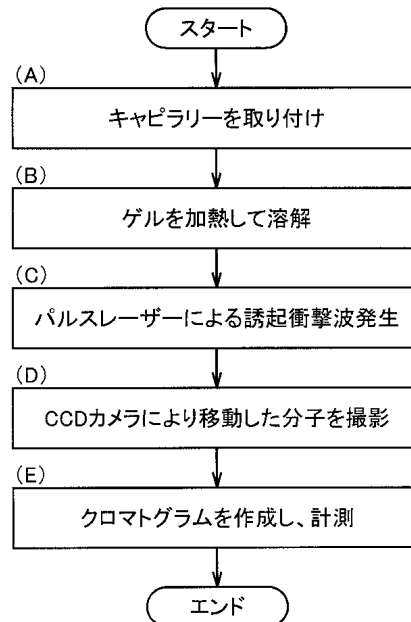 スタート
(A)
キャピラリーを取り付け
(B)
ゲルを加熱して溶解
(C)
パルスレーザーによる誘起衝撃波発生
(D)
CCDカメラにより移動した分子を撮影
(E)
クロマトグラムを作成し、計測
エンド